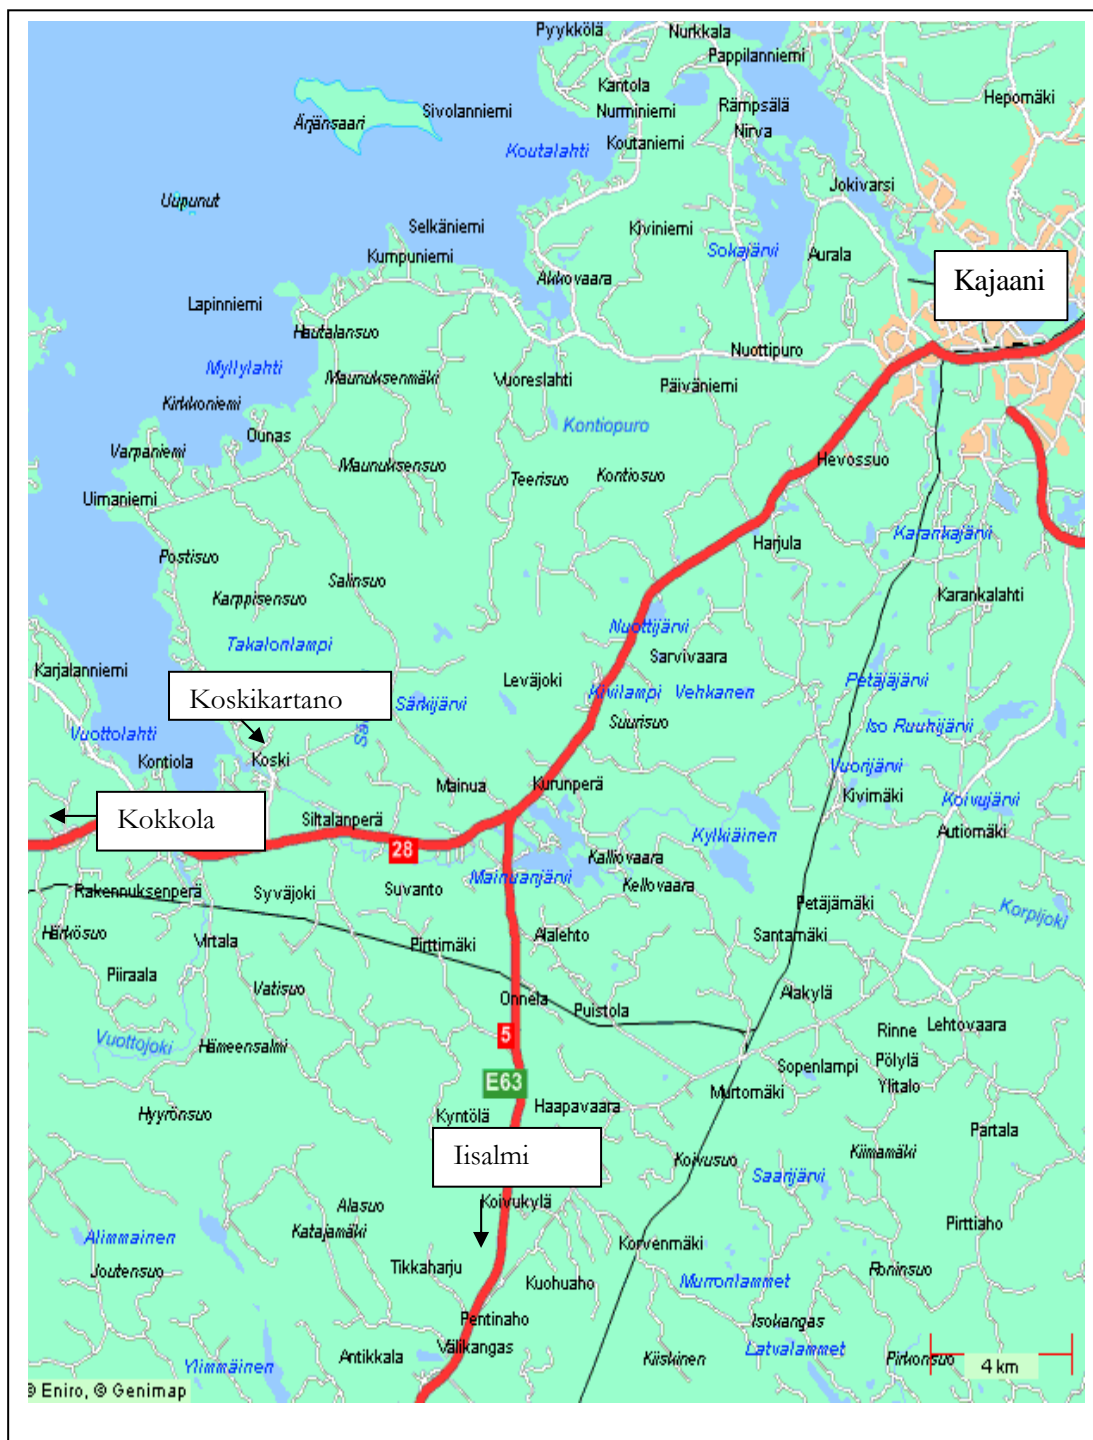 Pyykkölä
Nurkkala
Pappilanniemi
Kantola
Hepomäki
Sivolanniemi
Nurminiemi
Rämpsälä
Ärjänsaari
Nirva
Koutalahti
Koutaniemi
Jokivarsi
Uupunut
Selkäniemi
Kiviniemi
Sokajärvi
Aurala
Kumpuniemi
Akkovaara
Kajaani
Lapinniemi
Hautalansuo
Nuottipuro
Myllylahti
Maunuksenmäki
Vuoreslahti
Päiväniemi
Kirkkoniemi
Kontiopuro
Ounas
Varpaniemi
Maunuksensuo
Hevossuo
Teerisuo
Kontiosuo
Uimaniemi
Karankajärvi
Harjula
Postisuo
Salinsuo
Karppisensuo
Karankalahti
Nuottijärvi
Takalonlampi
Sarvivaara
Karjalanniemi
Leväjoki
Petäjäjärvi
Koskikartano
Kivilampi
Vehkanen
Särkijärvi
Suurisuo
Iso Ruuhijärvi
Vuottolahti
Koski
Kontiola
Vuorijärvi
Mainua
Kurunperä
Kivimäki
Koivujärvi
Kokkola
Siltalanperä
Kylkiäinen
Autiomäki
28
Kalliovaara
Mainuanjärvi
Kellovaara
Rakennuksenperä
Syväjoki
Suvanto
Petäjämäki
Korpijoki
Härkösuo
Virtala
Pirttimäki
Alalehto
Santamäki
Piiraala
Vatisuo
Onnela
Puistola
Alakylä
Lehtovaara
Rinne
Vuottojoki
Hämeensalmi
5
Pölylä
Sopenlampi
E63
Ylitalo
Murtomäki
Hyyrönsuo
Kyntölä
Haapavaara
Partala
Iisalmi
Koivusuo
Kiimamäki
Saarijärvi
Alasuo
Koivukylä
Katajamäki
Pirttiaho
Alimmainen
Korvenmäki
Joutensuo
Tikkaharju
Kuohuaho
Murronlammet
Roninsuo
Pentinaho
Isokangas
Välikangas
Antikkala
Kiiskinen
Latvalammet
Pirkonsuo
Ylimmäinen
4 km
© Eniro, © Genimap